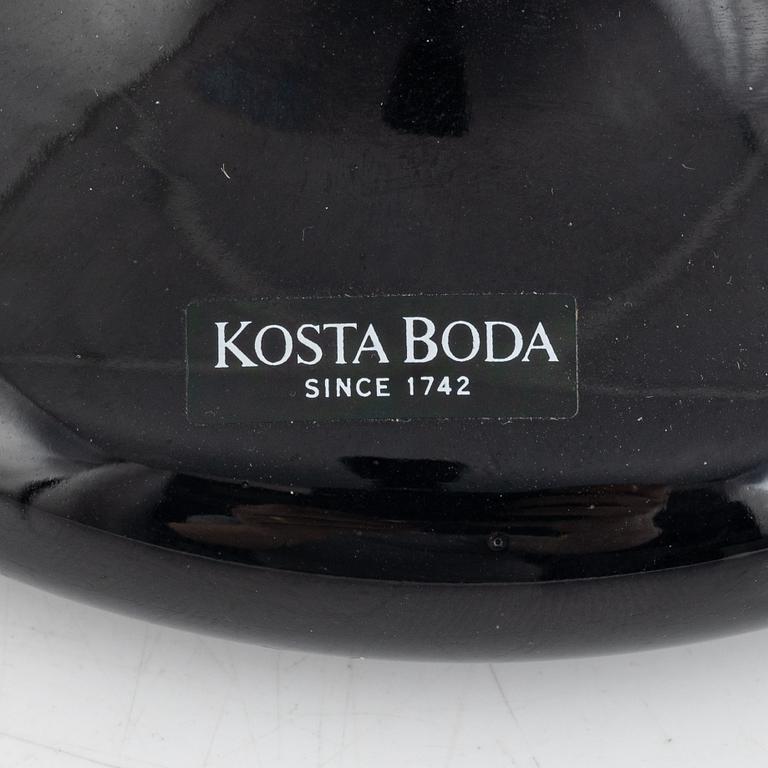 KOSTA BODA
SINCE 1742